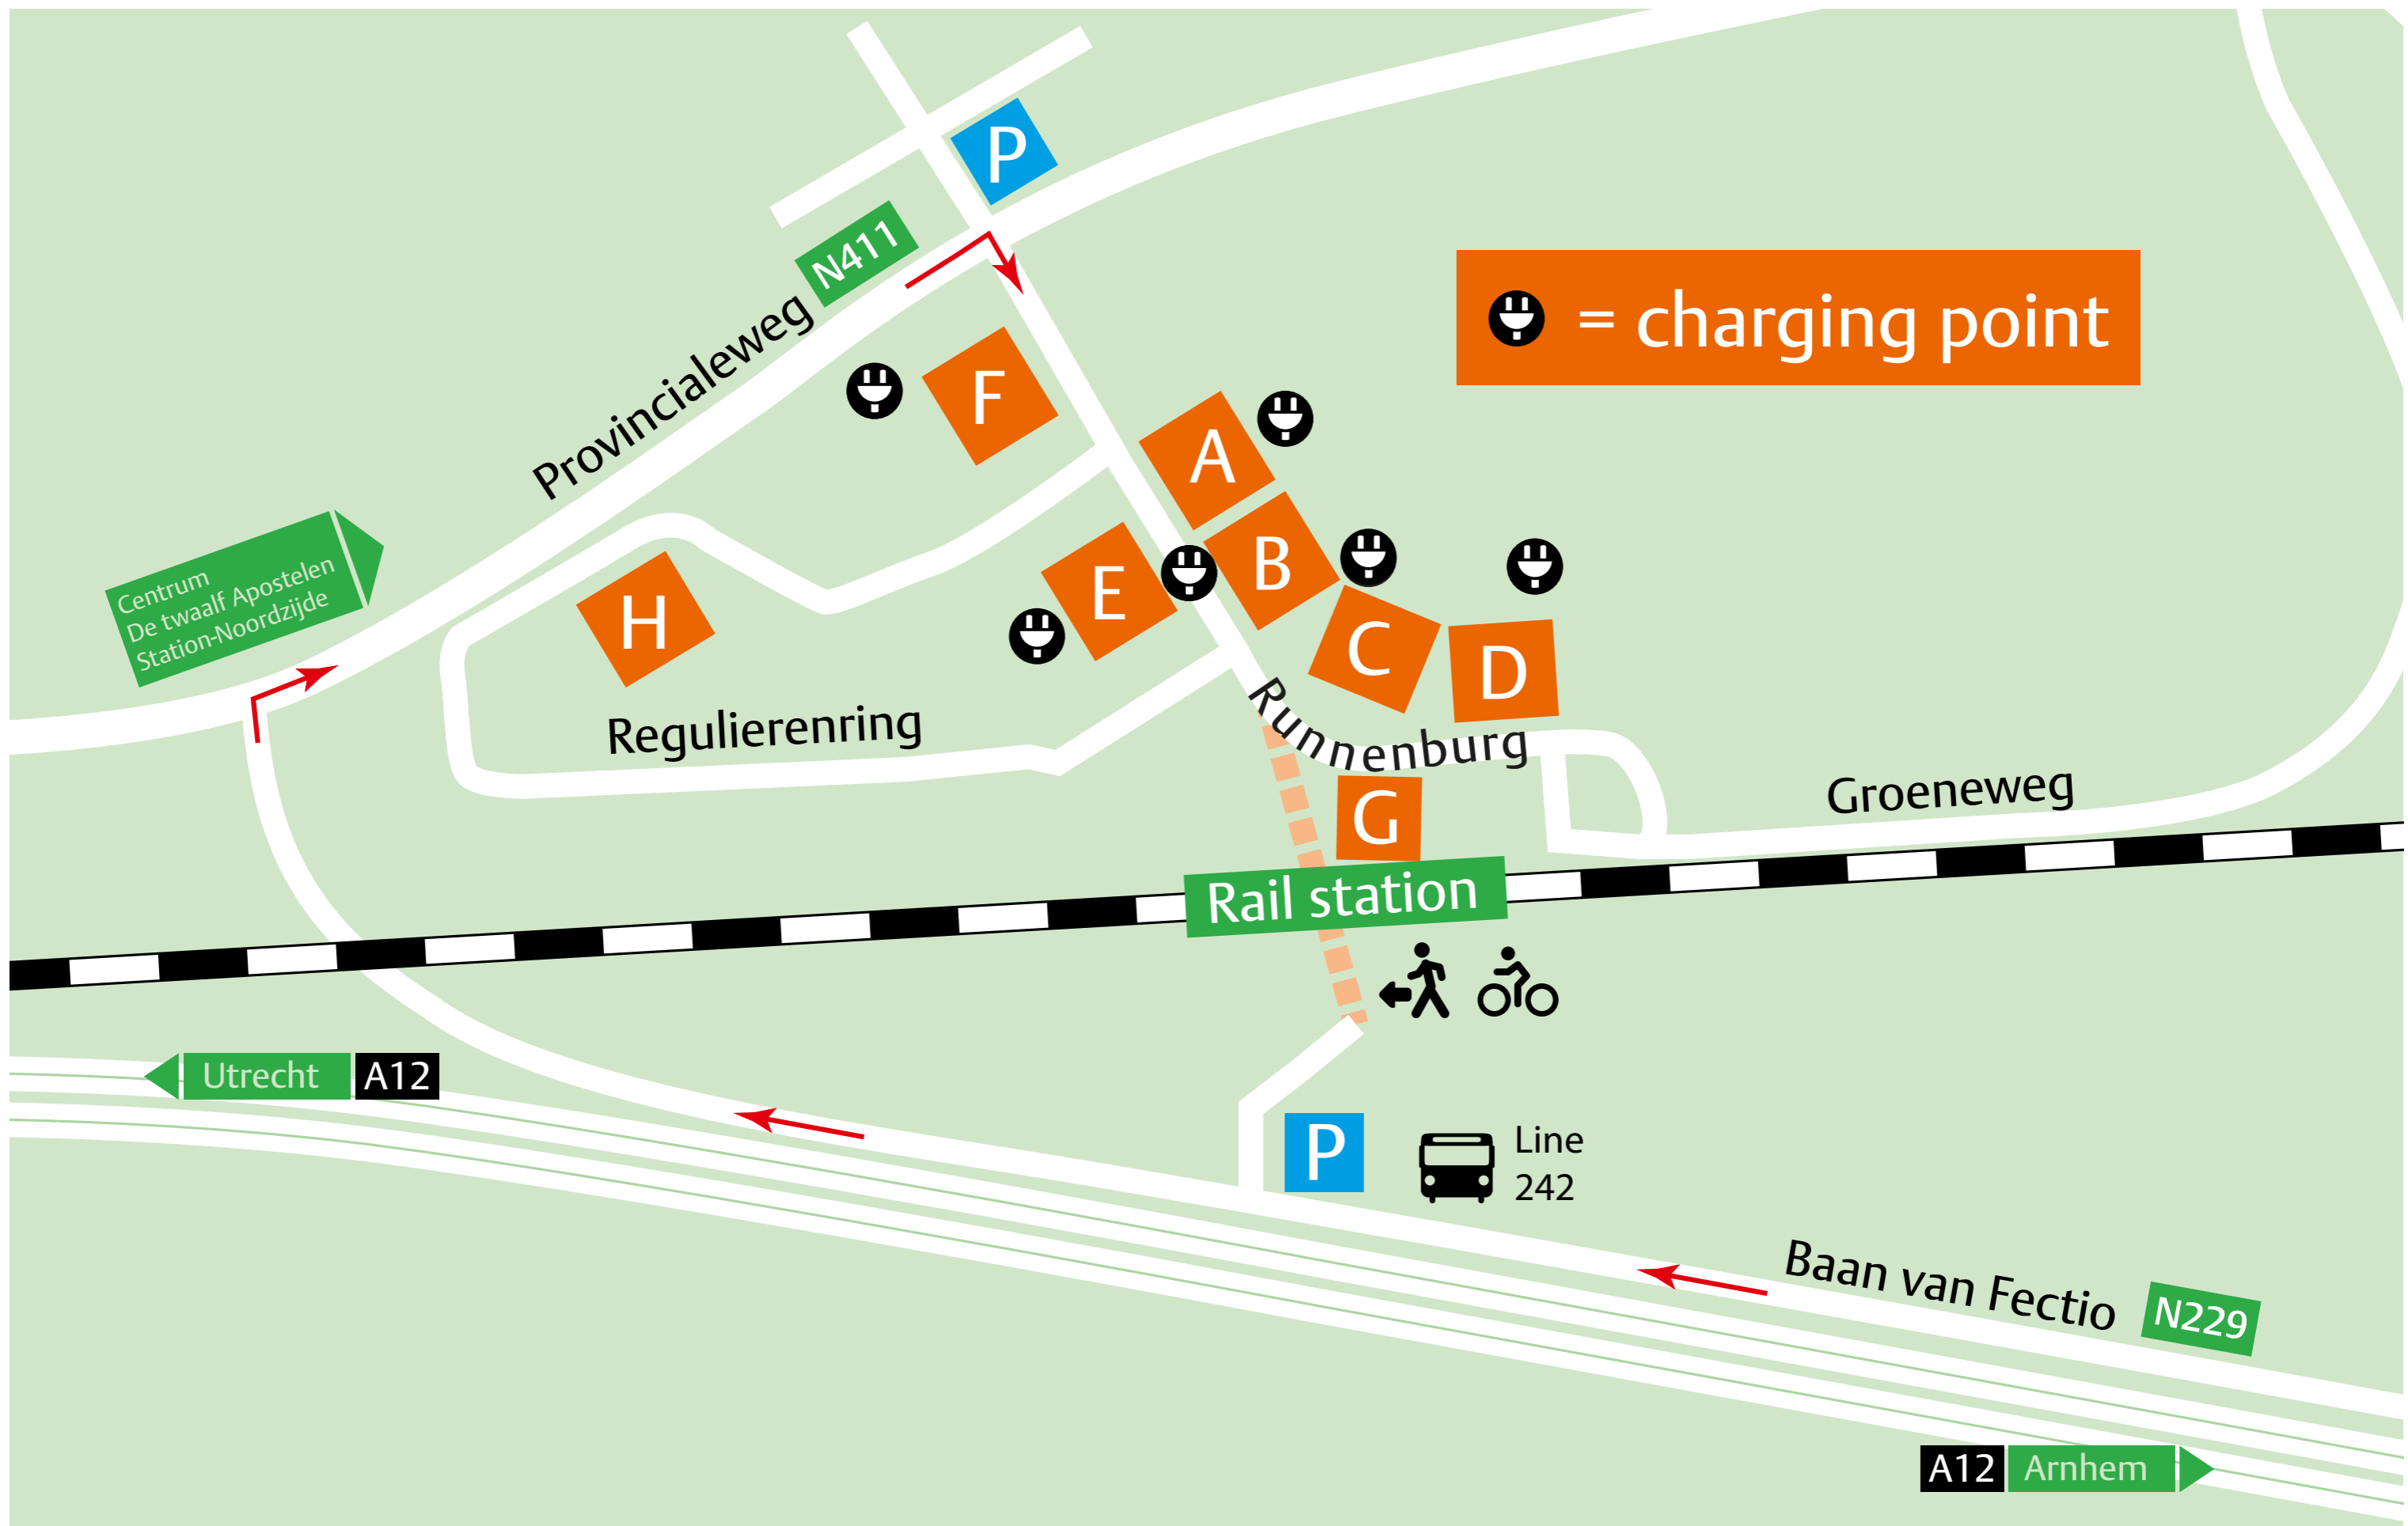 P
N411
Provincialeweg
= charging point
F
A
B
E
C
D
H
Centrum
De twaalf Apostelen
Station-Noordzijde
Regulierenring
Runnenburg
G
Groeneweg
Rail station
Utrecht A12
P
Line
242
Baan van Fectio N229
A12 Arnhem